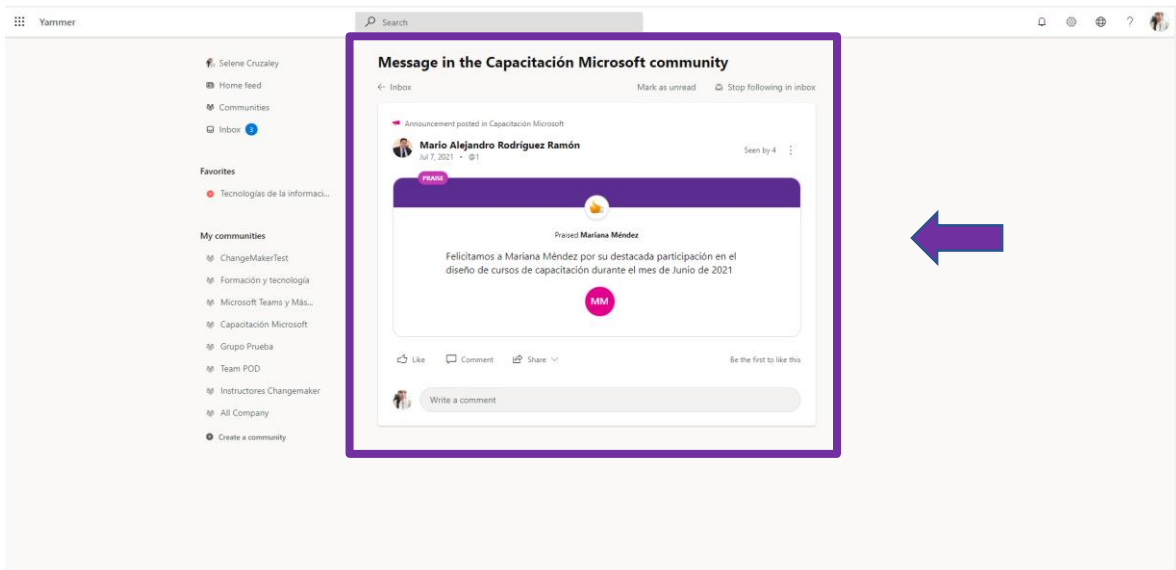 Yammer
Search
?
Selene Cruzaley
Home feed
Communities
Inbox 3
Favorites
Tecnologías de la informaci...
My communities
ChangeMakerTest
Formación y tecnología
Microsoft Teams y Más...
Capacitación Microsoft
Grupo Prueba
Team POD
Instructores Changemaker
All Company
Create a community
Message in the Capacitación Microsoft community
← Inbox
Mark as unread
Stop following in inbox
Announcement posted in Capacitación Microsoft
Mario Alejandro Rodríguez Ramón
Jul 7, 2021 • @1
Seen by 4
PRAISE
Praised Mariana Méndez
Felicitamos a Mariana Méndez por su destacada participación en el
diseño de cursos de capacitación durante el mes de Junio de 2021
MM
Like
Comment
Share
Be the first to like this
Write a comment